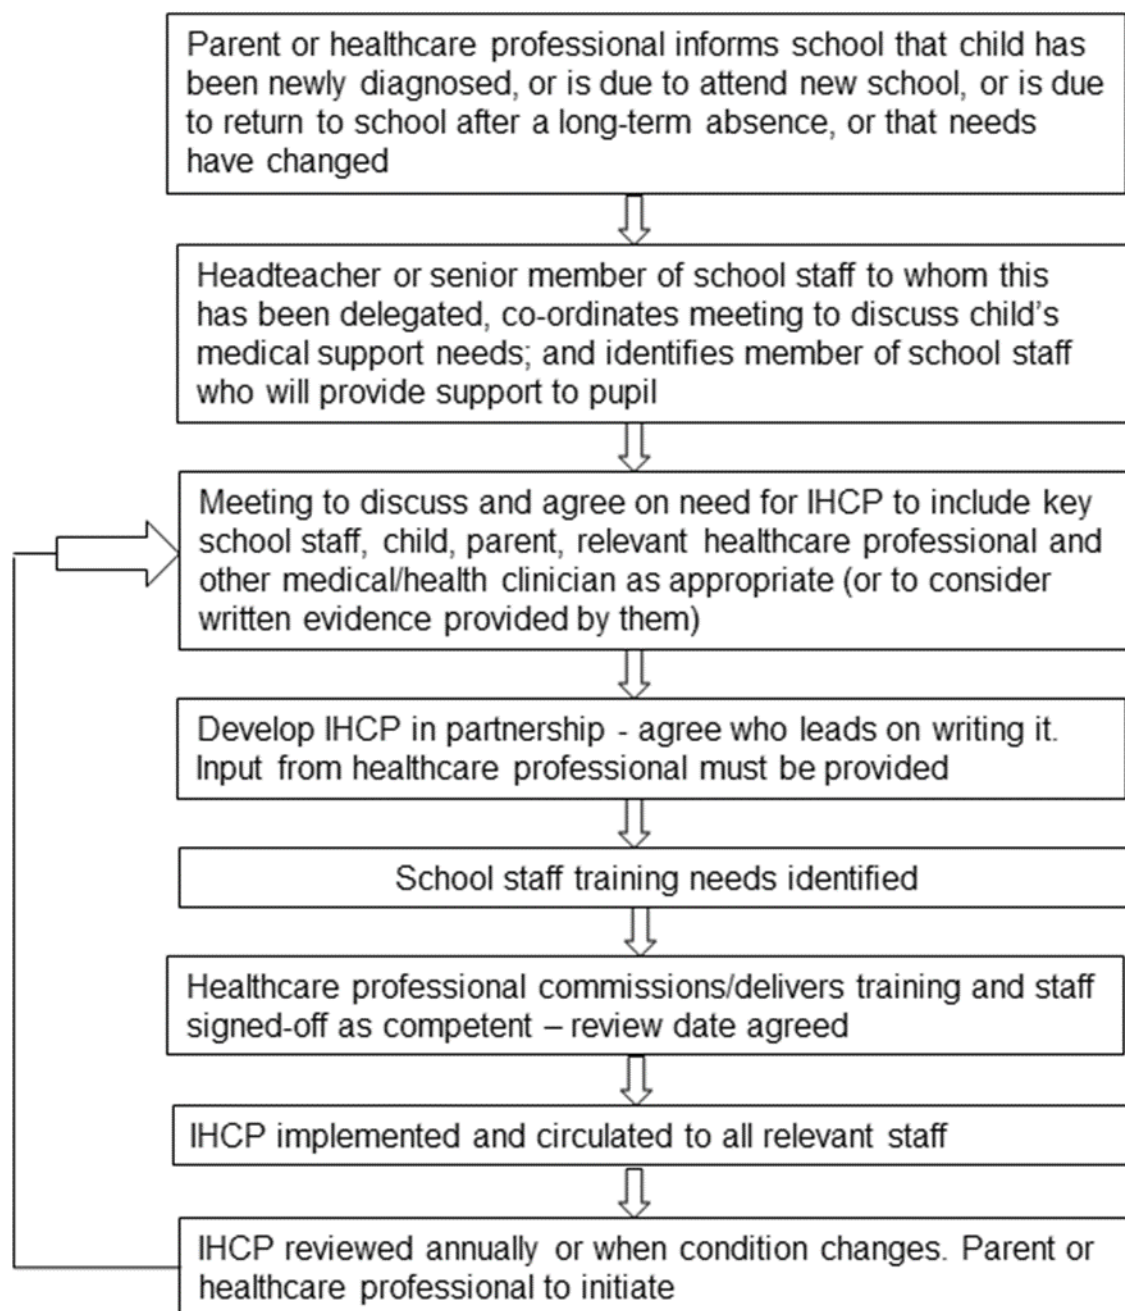 Parent or healthcare professional informs school that child has
been newly diagnosed, or is due to attend new school, or is due
to return to school after a long-term absence, or that needs
have changed
Headteacher or senior member of school staff to whom this
has been delegated, co-ordinates meeting to discuss child's
medical support needs; and identifies member of school staff
who will provide support to pupil
Meeting to discuss and agree on need for IHCP to include key
school staff, child, parent, relevant healthcare professional and
other medical/health clinician as appropriate (or to consider
written evidence provided by them)
Develop IHCP in partnership - agree who leads on writing it.
Input from healthcare professional must be provided
School staff training needs identified
Healthcare professional commissions/delivers training and staff
signed-off as competent – review date agreed
IHCP implemented and circulated to all relevant staff
IHCP reviewed annually or when condition changes. Parent or
healthcare professional to initiate